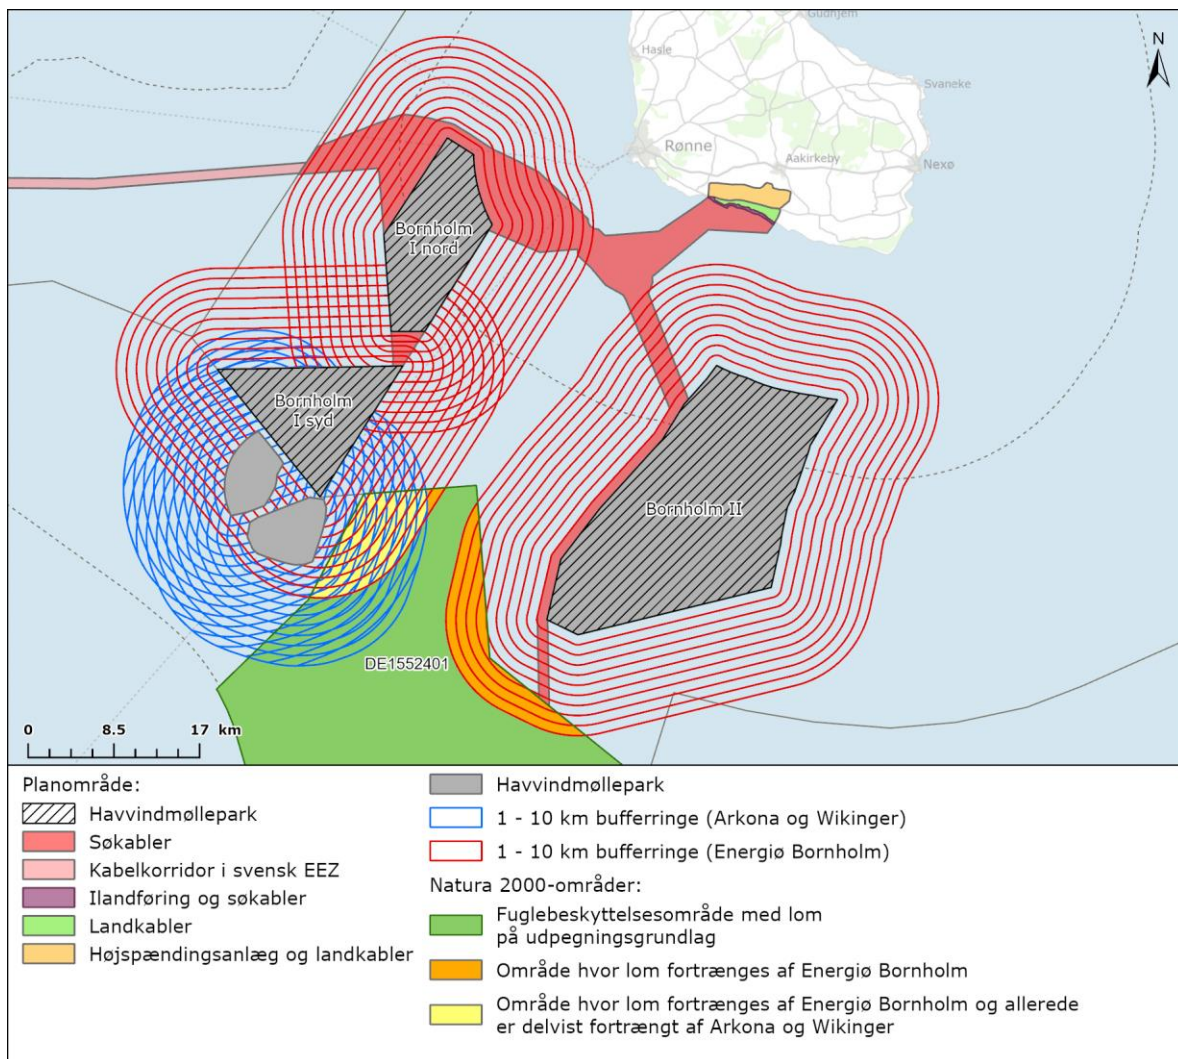 Gudhjem
N
Hasle
Svaneke
Rønne
Aakirkeby
Nexø
Bornholm
I nord
Bornholm
I syd
Bornholm II
DE1552401
0 8.5 17 km
Planområde:
Havvindmøllepark
Søkabler
Kabelkorridor i svensk EEZ
Ilandføring og søkabler
Landkabler
Højspændingsanlæg og landkabler
Havvindmøllepark
1 - 10 km bufferringe (Arkona og Wikinger)
1 - 10 km bufferringe (Energiø Bornholm)
Natura 2000-områder:
Fuglebeskyttelsesområde med lom
på udpegningsgrundlag
Område hvor lom fortrænges af Energiø Bornholm
Område hvor lom fortrænges af Energiø Bornholm og allerede
er delvist fortrængt af Arkona og Wikinger